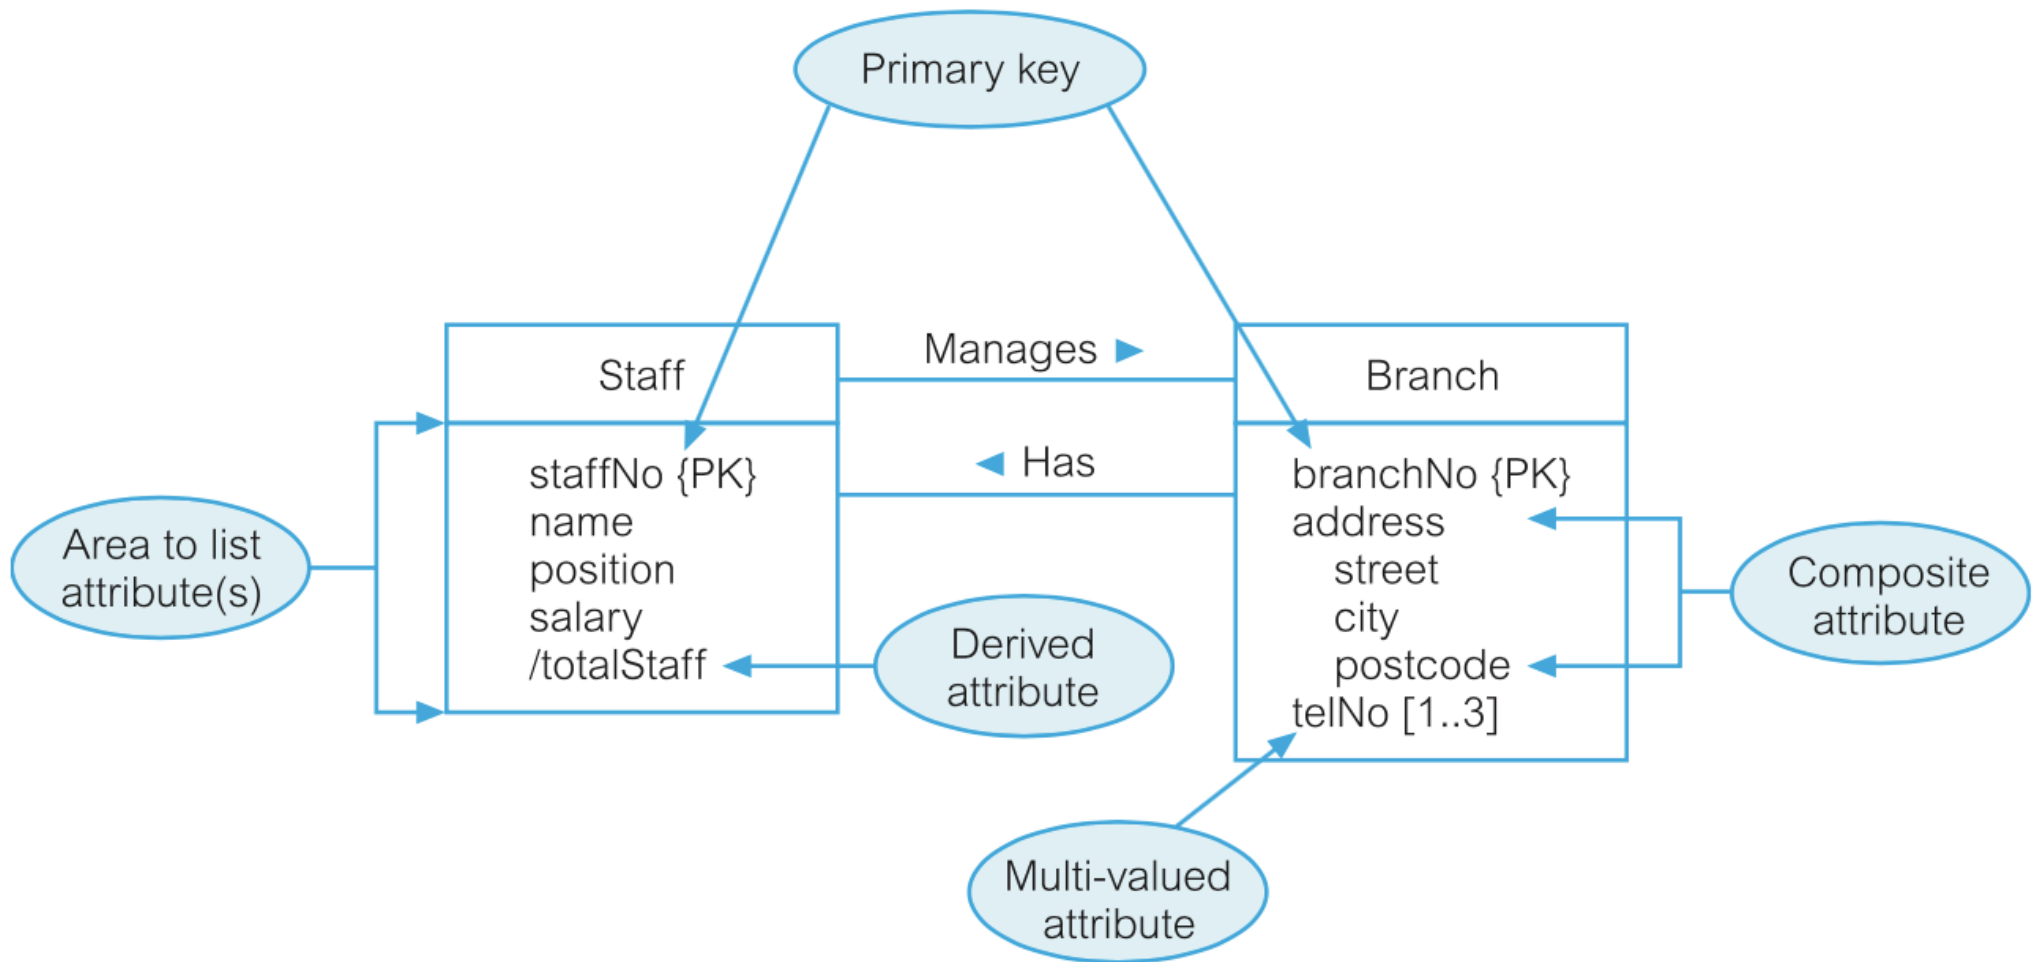 Primary key
Staff
Manages
Branch
Has
staffNo {PK}
name
position
salary
/totalStaff
branchNo {PK}
address
street
city
postcode
telNo [1..3]
Area to list
attribute(s)
Derived
attribute
Composite
attribute
Multi-valued
attribute